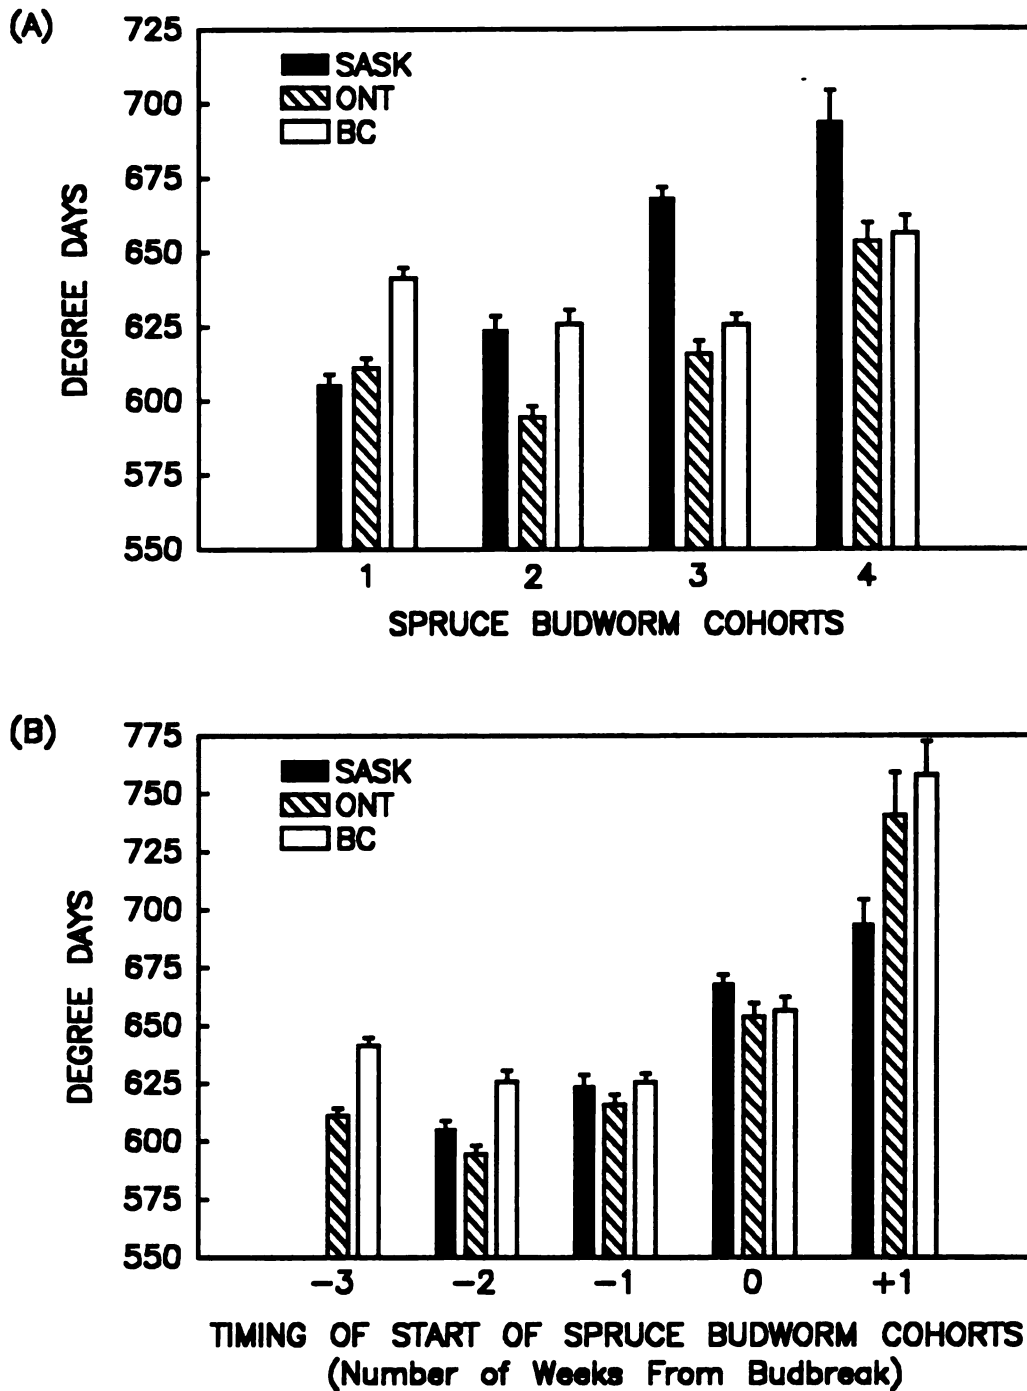 (A)
725
700
675
650
625
600
575
550
DEGREE DAYS
SASK
ONT
BC
1 2 3 4
SPRUCE BUDWORM COHORTS
(B)
775
750
725
700
675
650
625
600
575
550
DEGREE DAYS
SASK
ONT
BC
-3 -2 -1 0 +1
TIMING OF START OF SPRUCE BUDWORM COHORTS
(Number of Weeks From Budbreak)